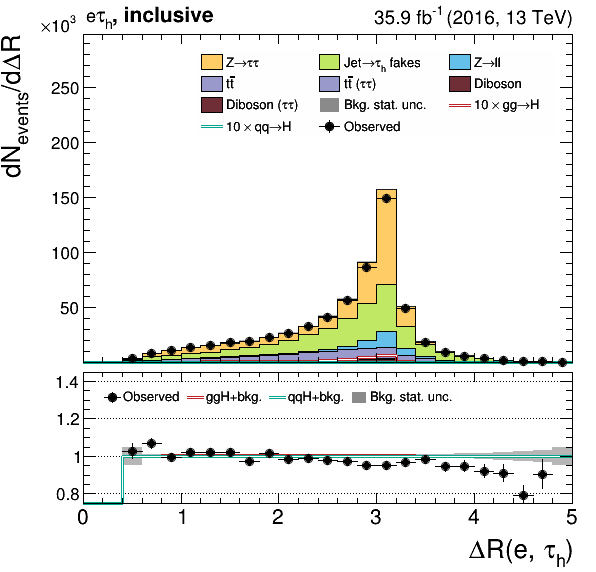 ×10³ eτₕ, inclusive 35.9 fb⁻¹ (2016, 13 TeV)
dN_events/dΔR
Z→ττ Jet→τₕ fakes Z→ll
tt̄ tt̄ (ττ) Diboson
Diboson (ττ) Bkg. stat. unc. 10 × gg→H
10 × qq→H Observed
250
200
150
100
50
1.4
Observed ggH+bkg. qqH+bkg. Bkg. stat. unc.
1.2
1
0.8
0 1 2 3 4 5
ΔR(e, τₕ)